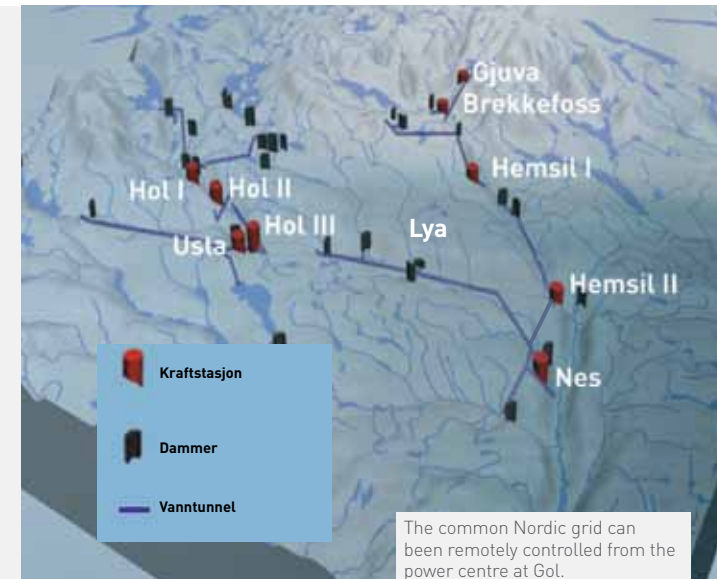 Gjuva
Brekkefoss
Hemsil I
Hol I
Hol II
Hol III
Usla
Lya
Hemsil II
Nes
Kraftstasjon
Dammer
Vanntunnel
The common Nordic grid can
been remotely controlled from the
power centre at Gol.